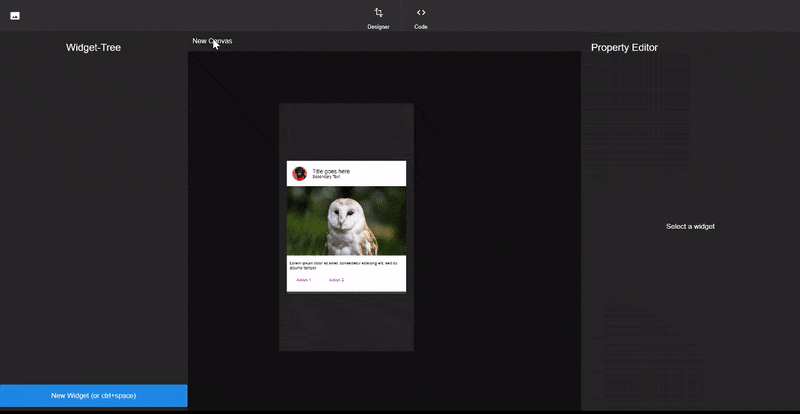 Designer
Code
Widget-Tree
New Canvas
Property Editor
Title goes here
Secondary Text
Lorem ipsum dolor sit amet, consectetur adipiscing elit, sed do
eiusmo tempor
Action 1
Action 2
Select a widget
New Widget (or ctrl+space)